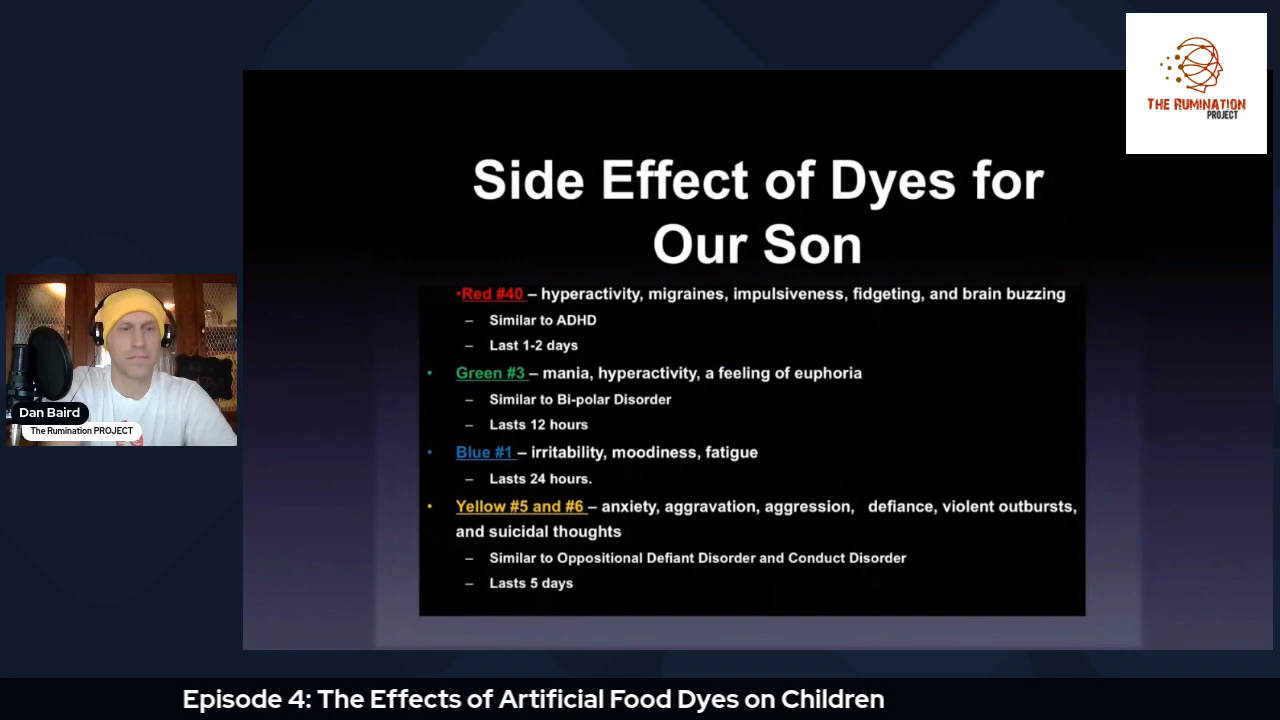 THE RUMINATION
PROJECT
Side Effect of Dyes for
Our Son
•Red #40 – hyperactivity, migraines, impulsiveness, fidgeting, and brain buzzing
– Similar to ADHD
– Last 1-2 days
• Green #3 – mania, hyperactivity, a feeling of euphoria
– Similar to Bi-polar Disorder
– Lasts 12 hours
• Blue #1 – irritability, moodiness, fatigue
– Lasts 24 hours.
• Yellow #5 and #6 – anxiety, aggravation, aggression, defiance, violent outbursts,
and suicidal thoughts
– Similar to Oppositional Defiant Disorder and Conduct Disorder
– Lasts 5 days
Dan Baird
The Rumination PROJECT
Episode 4: The Effects of Artificial Food Dyes on Children